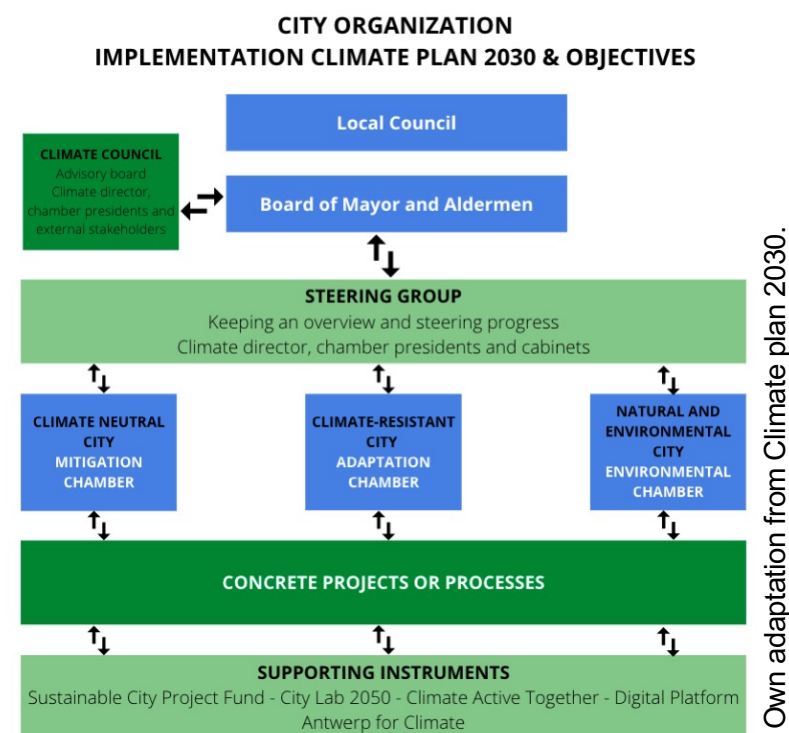 CITY ORGANIZATION
IMPLEMENTATION CLIMATE PLAN 2030 & OBJECTIVES
Local Council
CLIMATE COUNCIL
Advisory board
Climate director,
chamber presidents and
external stakeholders
Board of Mayor and Aldermen
STEERING GROUP
Keeping an overview and steering progress
Climate director, chamber presidents and cabinets
CLIMATE NEUTRAL
CITY
MITIGATION
CHAMBER
CLIMATE-RESISTANT
CITY
ADAPTATION
CHAMBER
NATURAL AND
ENVIRONMENTAL
CITY
ENVIRONMENTAL
CHAMBER
CONCRETE PROJECTS OR PROCESSES
SUPPORTING INSTRUMENTS
Sustainable City Project Fund - City Lab 2050 - Climate Active Together - Digital Platform
Antwerp for Climate
Own adaptation from Climate plan 2030.